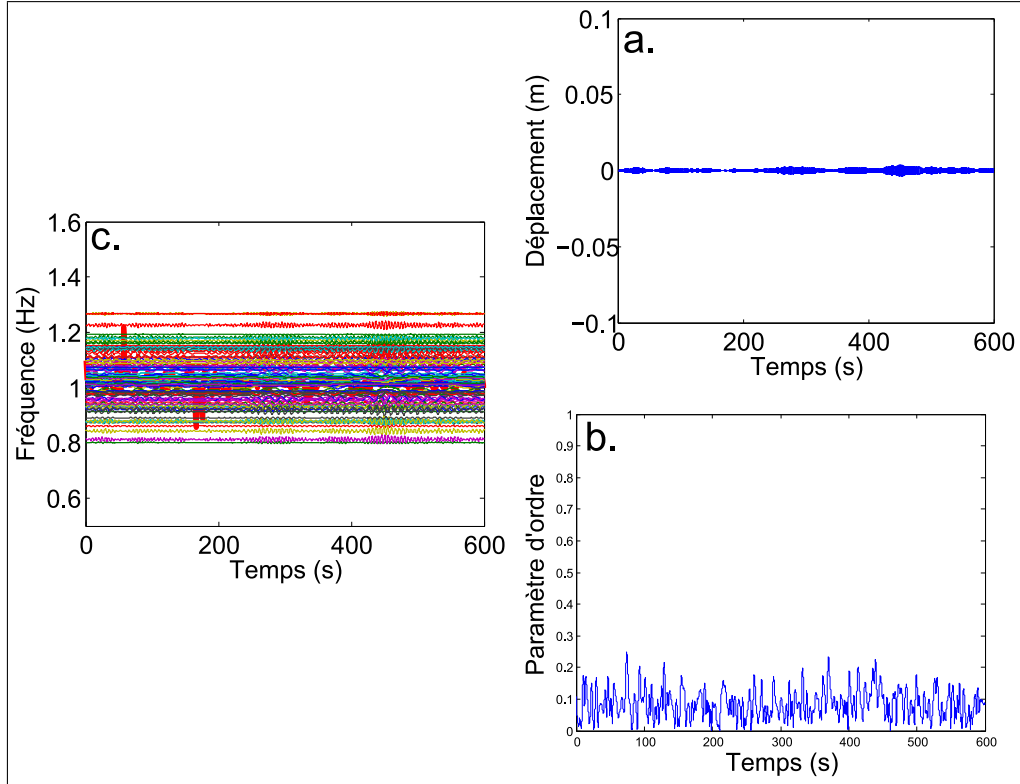 a.
0.1
0.05
0
−0.05
−0.1
Déplacement (m)
0 200 400 600
Temps (s)
c.
1.6
1.4
1.2
1
0.8
0.6
Fréquence (Hz)
0 200 400 600
Temps (s)
b.
1
0.9
0.8
0.7
0.6
0.5
0.4
0.3
0.2
0.1
0
Paramètre d'ordre
0 100 200 300 400 500 600
Temps (s)